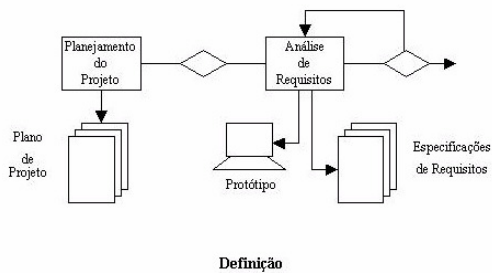 Planejamento
do
Projeto
Análise
de
Requisitos
Plano
de
Projeto
Protótipo
Especificações
de Requisitos
Definição